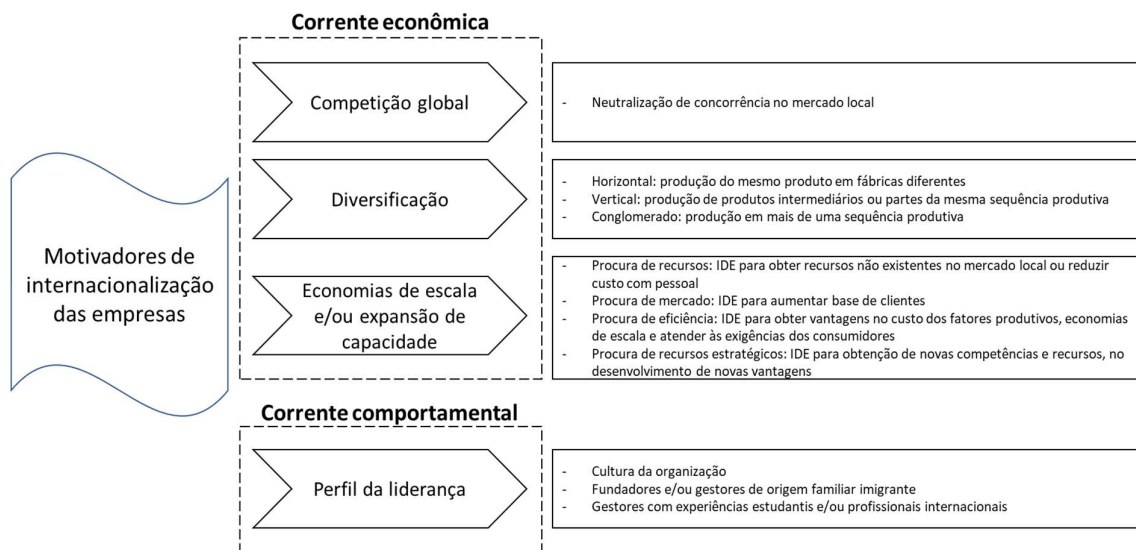 Corrente econômica
Motivadores de
internacionalização
das empresas
Competição global
- Neutralização de concorrência no mercado local
Diversificação
- Horizontal: produção do mesmo produto em fábricas diferentes
- Vertical: produção de produtos intermediários ou partes da mesma sequência produtiva
- Conglomerado: produção em mais de uma sequência produtiva
Economias de escala
e/ou expansão de
capacidade
- Procura de recursos: IDE para obter recursos não existentes no mercado local ou reduzir
custo com pessoal
- Procura de mercado: IDE para aumentar base de clientes
- Procura de eficiência: IDE para obter vantagens no custo dos fatores produtivos, economias
de escala e atender às exigências dos consumidores
- Procura de recursos estratégicos: IDE para obtenção de novas competências e recursos, no
desenvolvimento de novas vantagens
Corrente comportamental
Perfil da liderança
- Cultura da organização
- Fundadores e/ou gestores de origem familiar imigrante
- Gestores com experiências estudantis e/ou profissionais internacionais